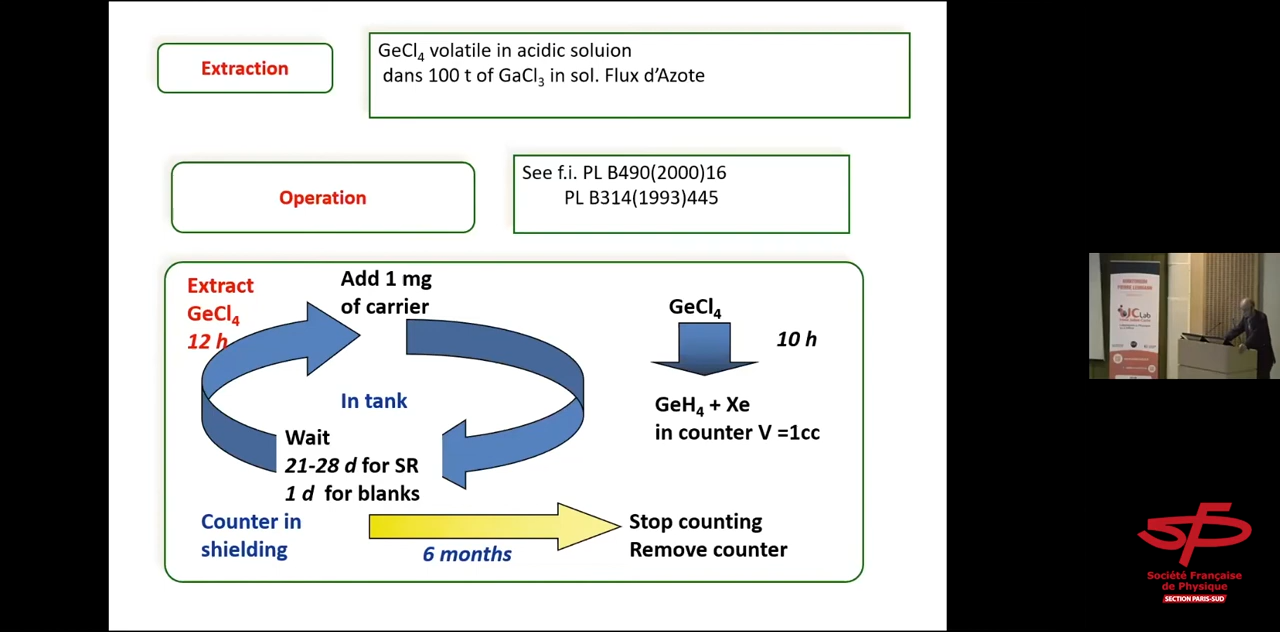 Extraction
GeCl4 volatile in acidic soluion
dans 100 t of GaCl3 in sol. Flux d'Azote
Operation
See f.i. PL B490(2000)16
PL B314(1993)445
Extract
GeCl4
12 h
Add 1 mg
of carrier
In tank
Wait
21-28 d for SR
1 d for blanks
GeCl4
10 h
GeH4 + Xe
in counter V =1cc
Counter in
shielding
6 months
Stop counting
Remove counter
JCLab
sfp
Société Française
de Physique
SECTION PARIS-SUD